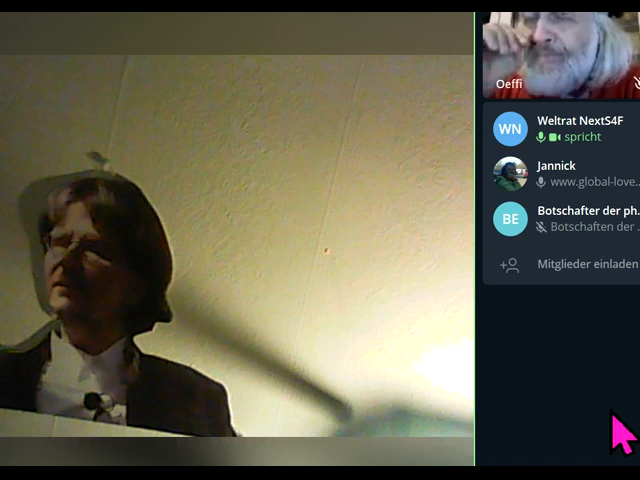 Oeffi
WN
Weltrat NextS4F
spricht
Jannick
www.global-love...
BE
Botschafter der ph...
Botschaften der ...
Mitglieder einladen